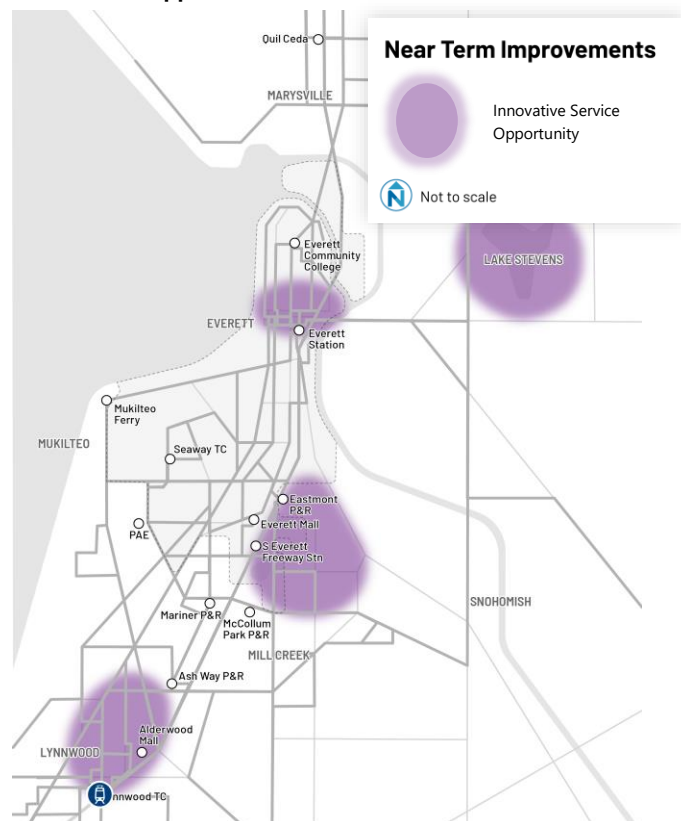 Quil Ceda
MARYSVILLE
Near Term Improvements
Innovative Service
Opportunity
N
Not to scale
LAKE STEVENS
Everett
Community
College
EVERETT
Everett
Station
Mukilteo
Ferry
MUKILTEO
Seaway TC
Eastmont
P&R
Everett Mall
PAE
S Everett
Freeway Stn
SNOHOMISH
Mariner P&R
McCollum
Park P&R
MILL CREEK
Ash Way P&R
Alderwood
Mall
LYNNWOOD
nnwood TC